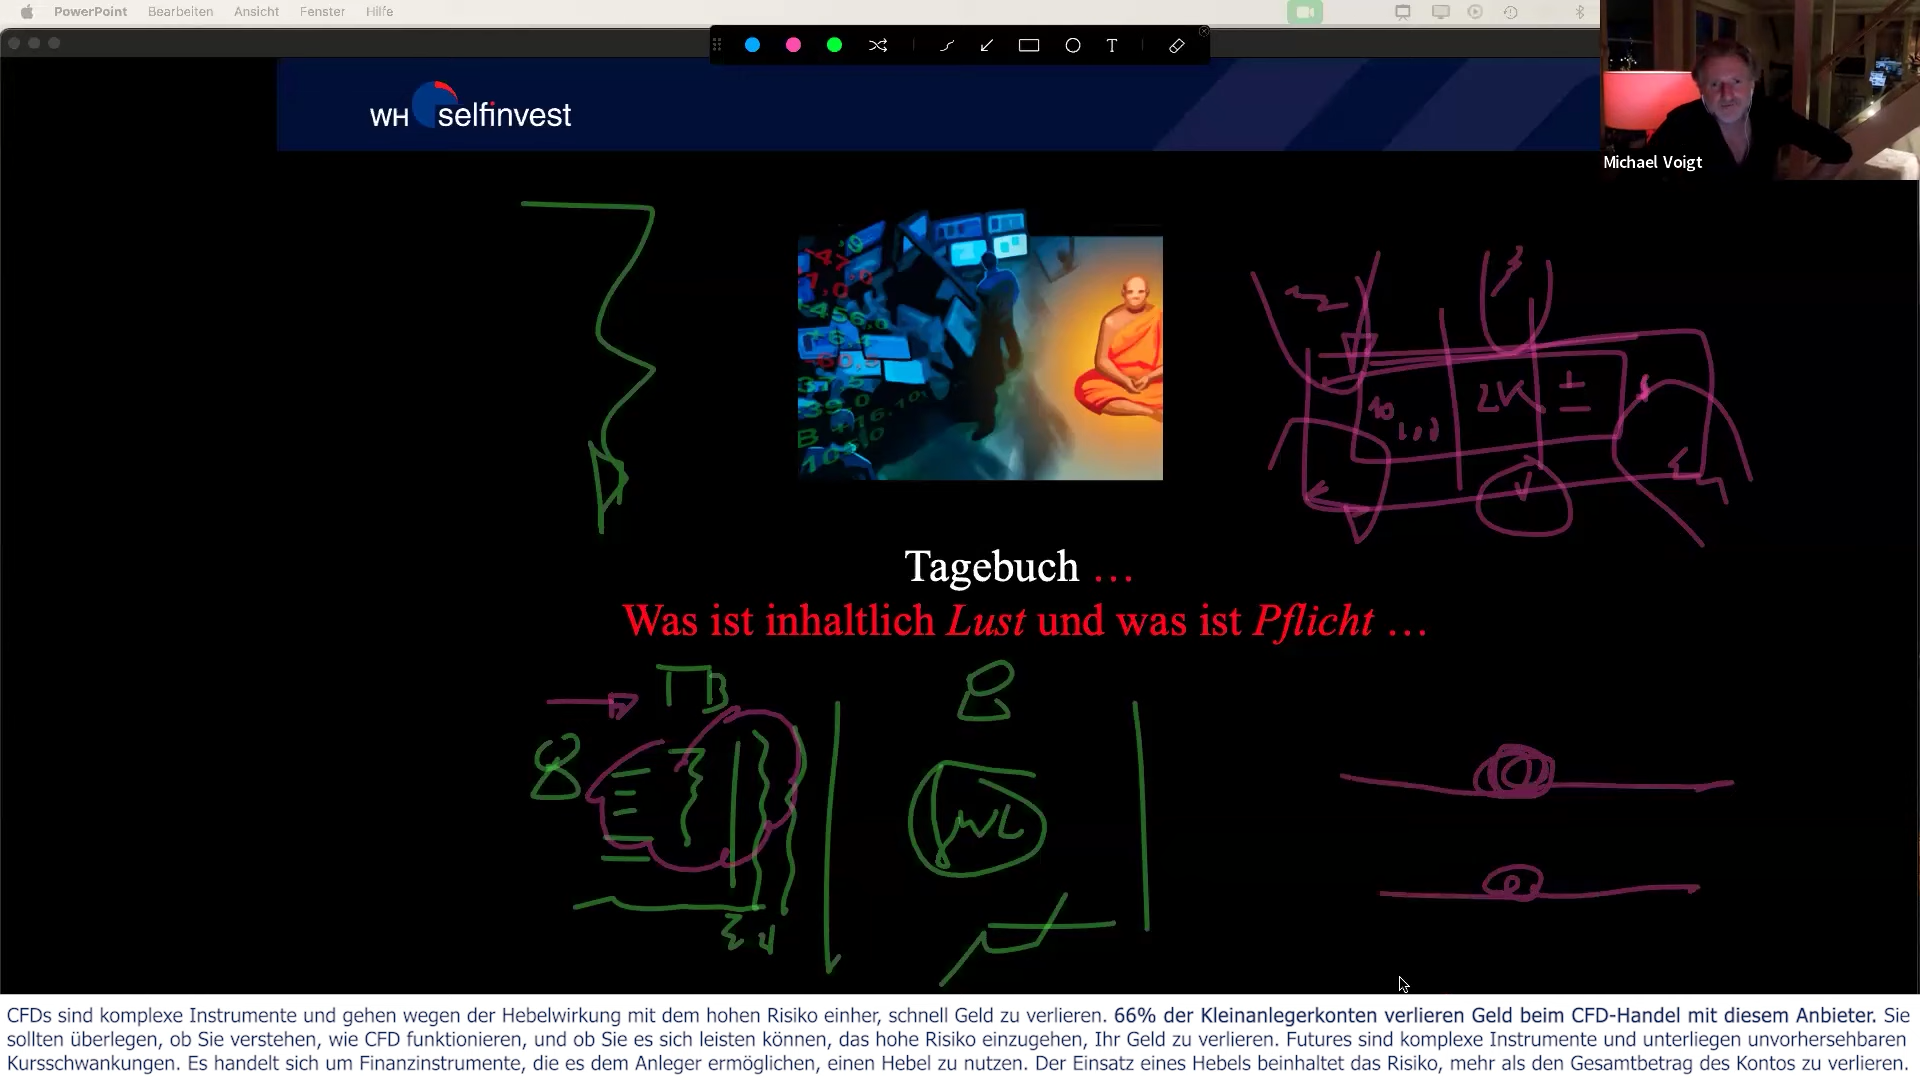 PowerPoint Bearbeiten Ansicht Fenster Hilfe
T
WH selfinvest
Michael Voigt
Tagebuch ...
Was ist inhaltlich Lust und was ist Pflicht ...
TB
2K
CFDs sind komplexe Instrumente und gehen wegen der Hebelwirkung mit dem hohen Risiko einher, schnell Geld zu verlieren. 66% der Kleinanlegerkonten verlieren Geld beim CFD-Handel mit diesem Anbieter. Sie
sollten überlegen, ob Sie verstehen, wie CFD funktionieren, und ob Sie es sich leisten können, das hohe Risiko einzugehen, Ihr Geld zu verlieren. Futures sind komplexe Instrumente und unterliegen unvorhersehbaren
Kursschwankungen. Es handelt sich um Finanzinstrumente, die es dem Anleger ermöglichen, einen Hebel zu nutzen. Der Einsatz eines Hebels beinhaltet das Risiko, mehr als den Gesamtbetrag des Kontos zu verlieren.